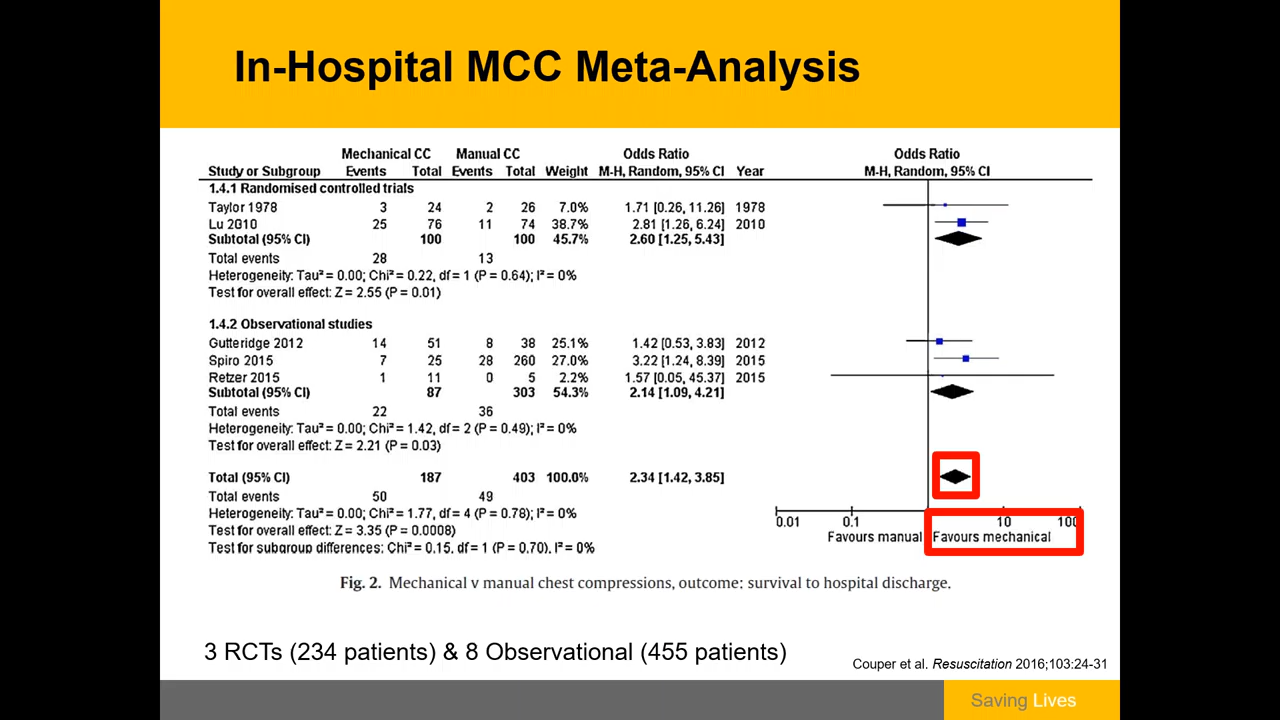 In-Hospital MCC Meta-Analysis
Mechanical CC Manual CC Odds Ratio Odds Ratio
Study or Subgroup Events Total Events Total Weight M-H, Random, 95% CI Year M-H, Random, 95% CI
1.4.1 Randomised controlled trials
Taylor 1978 3 24 2 26 7.0% 1.71 [0.26, 11.26] 1978
Lu 2010 25 76 11 74 38.7% 2.81 [1.26, 6.24] 2010
Subtotal (95% CI) 100 100 45.7% 2.60 [1.25, 5.43]
Total events 28 13
Heterogeneity: Tau² = 0.00; Chi² = 0.22, df = 1 (P = 0.64); I² = 0%
Test for overall effect: Z = 2.55 (P = 0.01)
1.4.2 Observational studies
Gutteridge 2012 14 51 8 38 25.1% 1.42 [0.53, 3.83] 2012
Spiro 2015 7 25 28 260 27.0% 3.22 [1.24, 8.39] 2015
Retzer 2015 1 11 0 5 2.2% 1.57 [0.05, 45.37] 2015
Subtotal (95% CI) 87 303 54.3% 2.14 [1.09, 4.21]
Total events 22 36
Heterogeneity: Tau² = 0.00; Chi² = 1.42, df = 2 (P = 0.49); I² = 0%
Test for overall effect: Z = 2.21 (P = 0.03)
Total (95% CI) 187 403 100.0% 2.34 [1.42, 3.85]
Total events 50 49
Heterogeneity: Tau² = 0.00; Chi² = 1.77, df = 4 (P = 0.78); I² = 0%
Test for overall effect: Z = 3.35 (P = 0.0008)
Test for subgroup differences: Chi² = 0.15, df = 1 (P = 0.70), I² = 0%
0.01 0.1 10 100
Favours manual Favours mechanical
Fig. 2. Mechanical v manual chest compressions, outcome: survival to hospital discharge.
3 RCTs (234 patients) & 8 Observational (455 patients)
Couper et al. Resuscitation 2016;103:24-31
Saving Lives